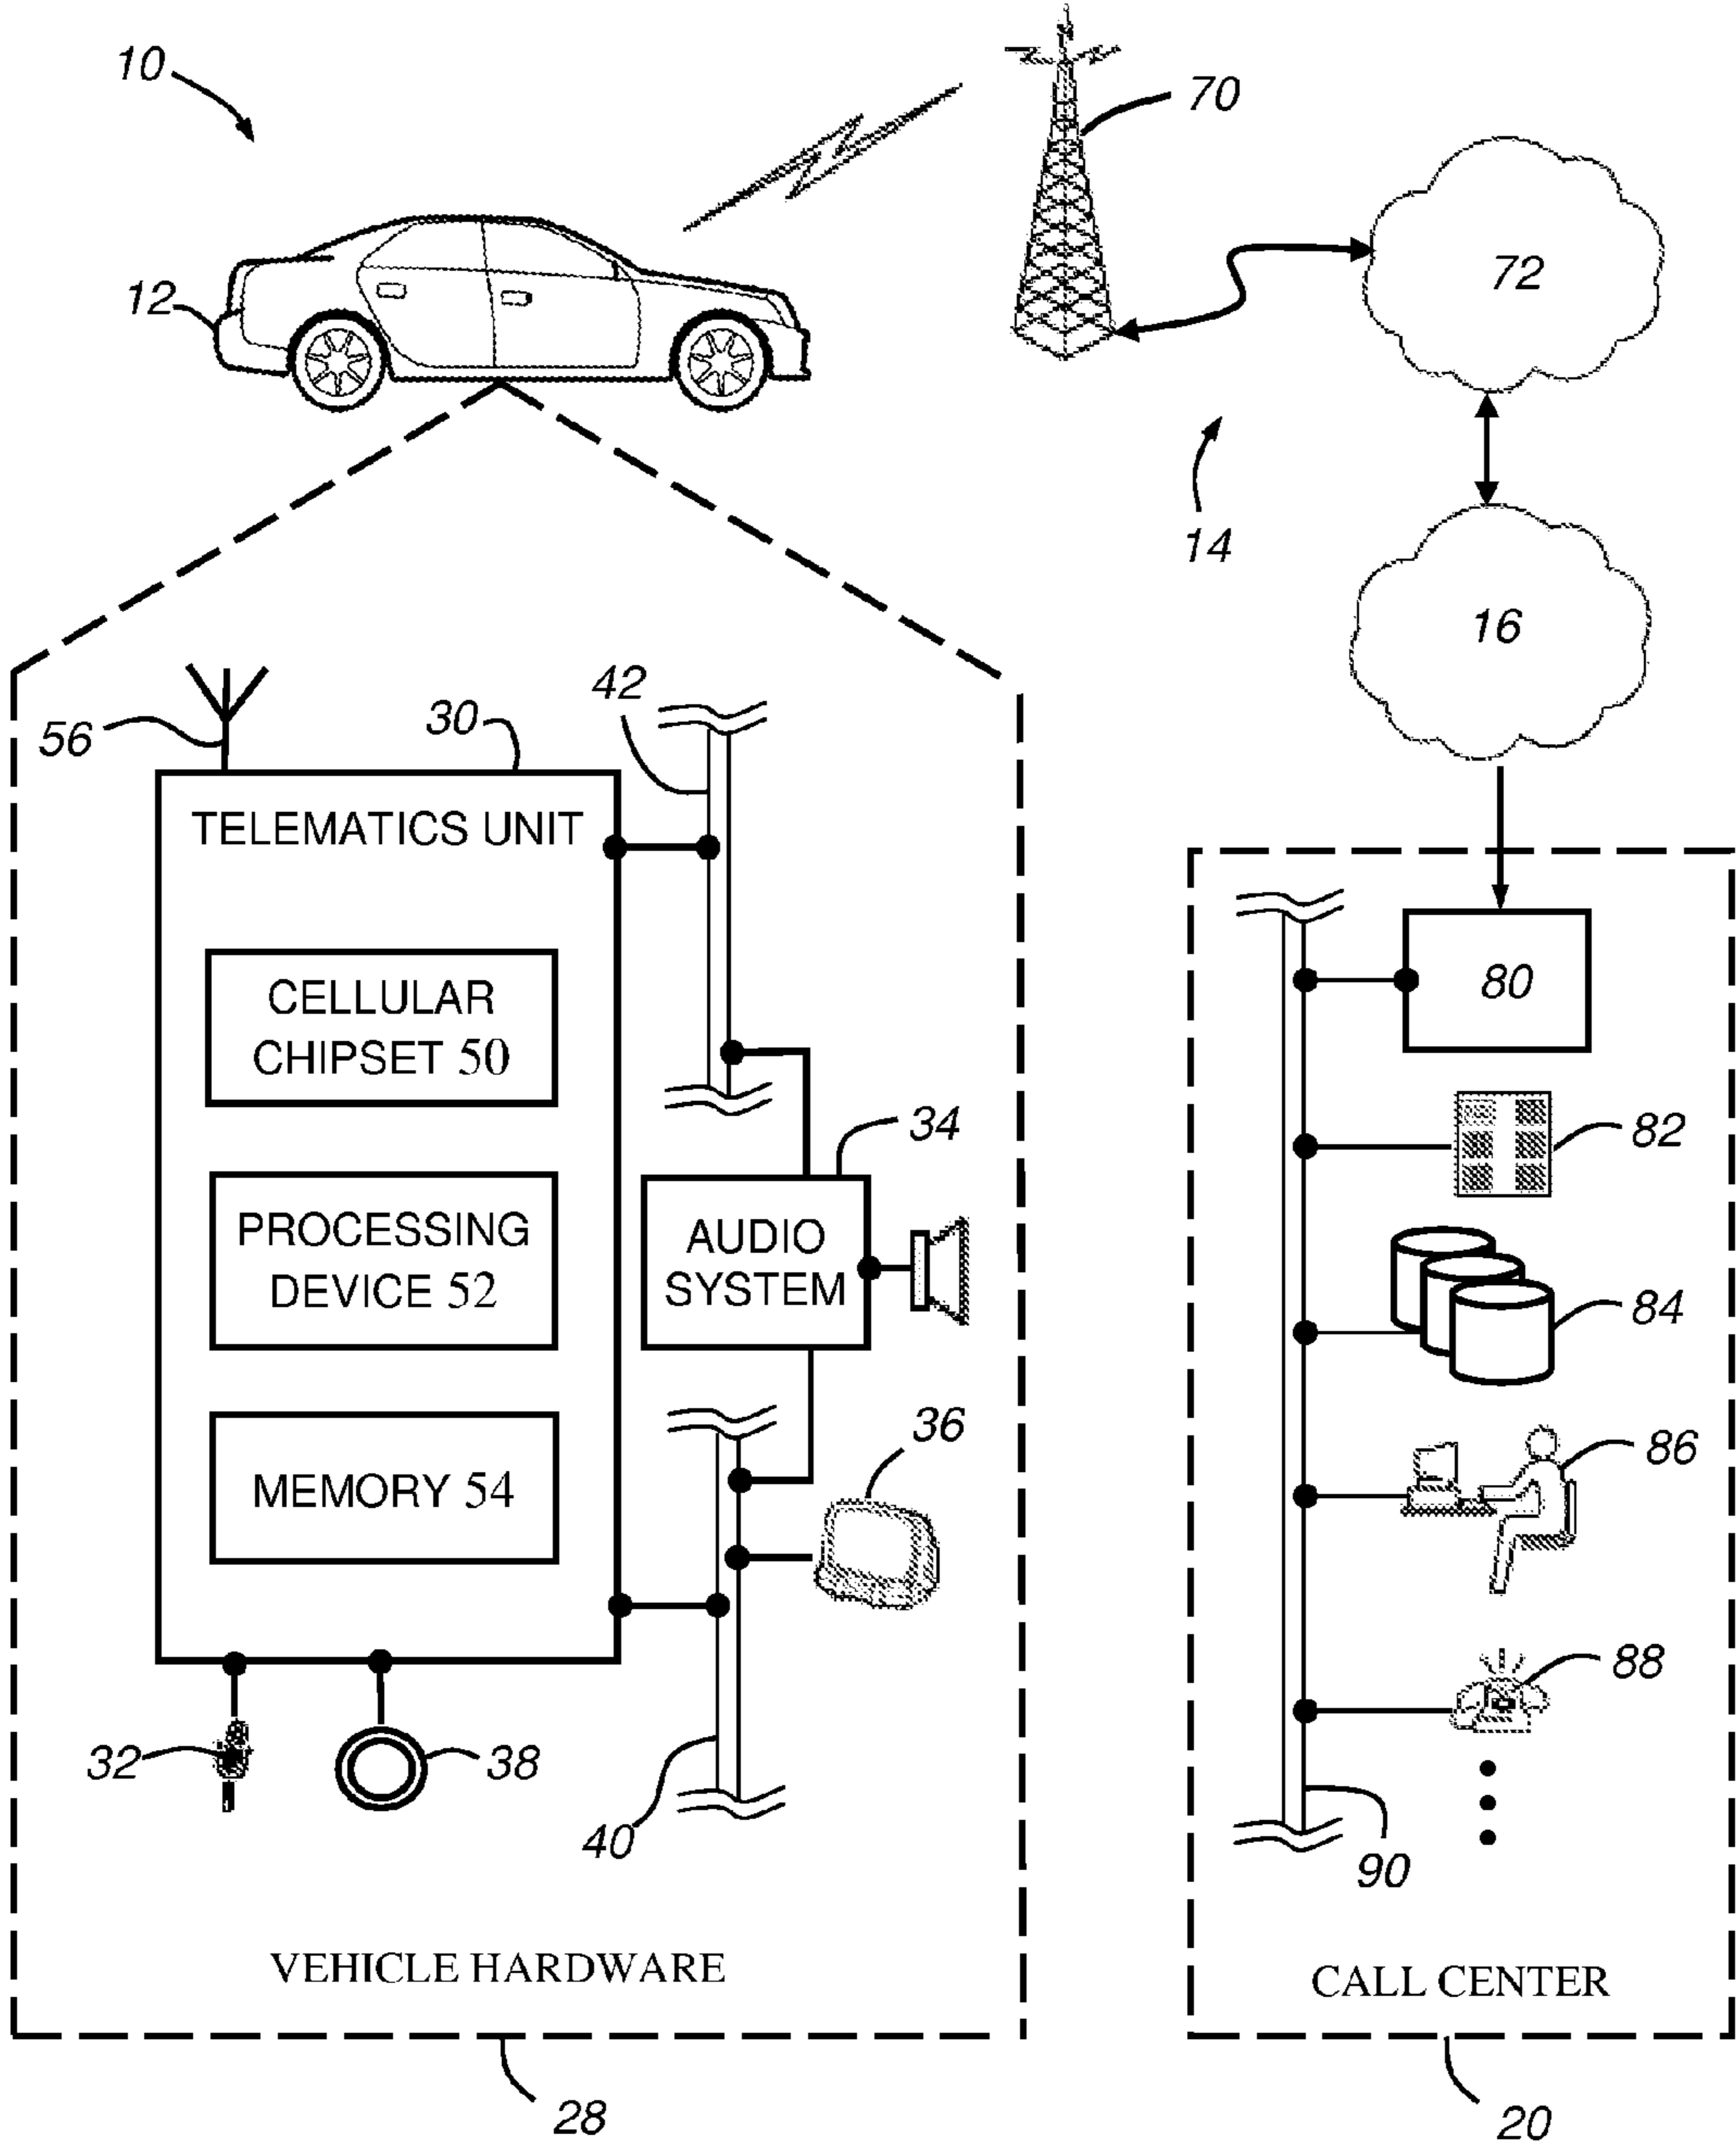 10
70
72
12
14
16
42
30
56
TELEMATICS UNIT
CELLULAR
CHIPSET 50
80
34
82
PROCESSING
DEVICE 52
AUDIO
SYSTEM
84
36
86
MEMORY 54
88
32
38
40
90
VEHICLE HARDWARE
CALL CENTER
28
20